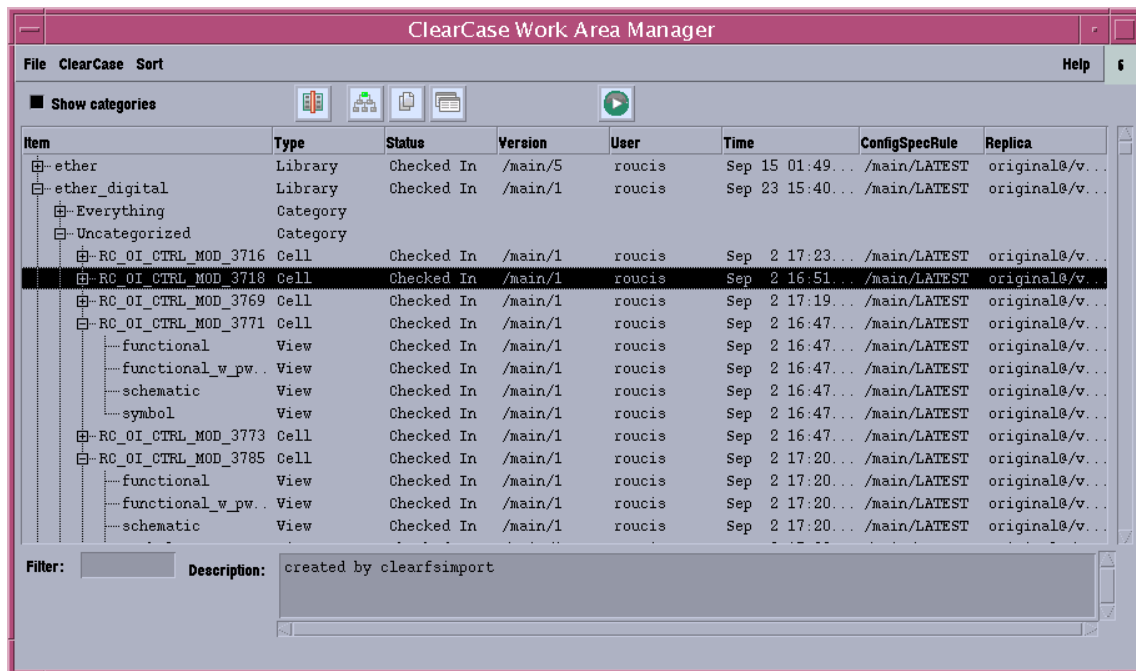 ClearCase Work Area Manager
File ClearCase Sort Help 6
Show categories
Item Type Status Version User Time ConfigSpecRule Replica
ether Library Checked In /main/5 roucis Sep 15 01:49... /main/LATEST original@/v...
ether_digital Library Checked In /main/1 roucis Sep 23 15:40... /main/LATEST original@/v...
Everything Category
Uncategorized Category
RC_OI_CTRL_MOD_3716 Cell Checked In /main/1 roucis Sep 2 17:23... /main/LATEST original@/v...
RC_OI_CTRL_MOD_3718 Cell Checked In /main/1 roucis Sep 2 16:51... /main/LATEST original@/v...
RC_OI_CTRL_MOD_3769 Cell Checked In /main/1 roucis Sep 2 17:19... /main/LATEST original@/v...
RC_OI_CTRL_MOD_3771 Cell Checked In /main/1 roucis Sep 2 16:47... /main/LATEST original@/v...
functional View Checked In /main/1 roucis Sep 2 16:47... /main/LATEST original@/v...
functional_w_pw... View Checked In /main/1 roucis Sep 2 16:47... /main/LATEST original@/v...
schematic View Checked In /main/1 roucis Sep 2 16:47... /main/LATEST original@/v...
symbol View Checked In /main/1 roucis Sep 2 16:47... /main/LATEST original@/v...
RC_OI_CTRL_MOD_3773 Cell Checked In /main/1 roucis Sep 2 16:47... /main/LATEST original@/v...
RC_OI_CTRL_MOD_3785 Cell Checked In /main/1 roucis Sep 2 17:20... /main/LATEST original@/v...
functional View Checked In /main/1 roucis Sep 2 17:20... /main/LATEST original@/v...
functional_w_pw... View Checked In /main/1 roucis Sep 2 17:20... /main/LATEST original@/v...
schematic View Checked In /main/1 roucis Sep 2 17:20... /main/LATEST original@/v...
Filter: Description: created by clearfsimport